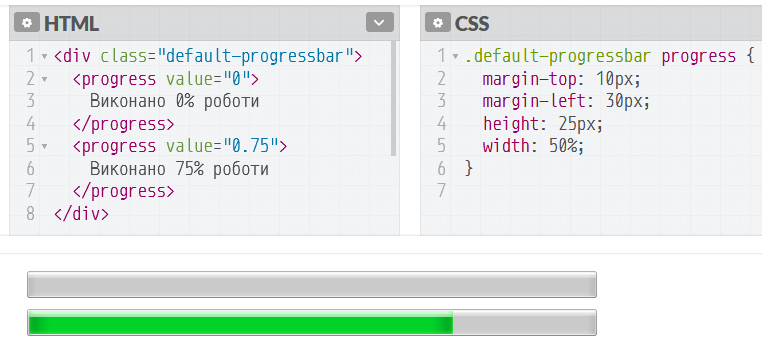 HTML
1 <div class="default-progressbar">
2 <progress value="0">
3 Виконано 0% роботи
4 </progress>
5 <progress value="0.75">
6 Виконано 75% роботи
7 </progress>
8 </div>
CSS
1 .default-progressbar progress {
2 margin-top: 10px;
3 margin-left: 30px;
4 height: 25px;
5 width: 50%;
6 }
7